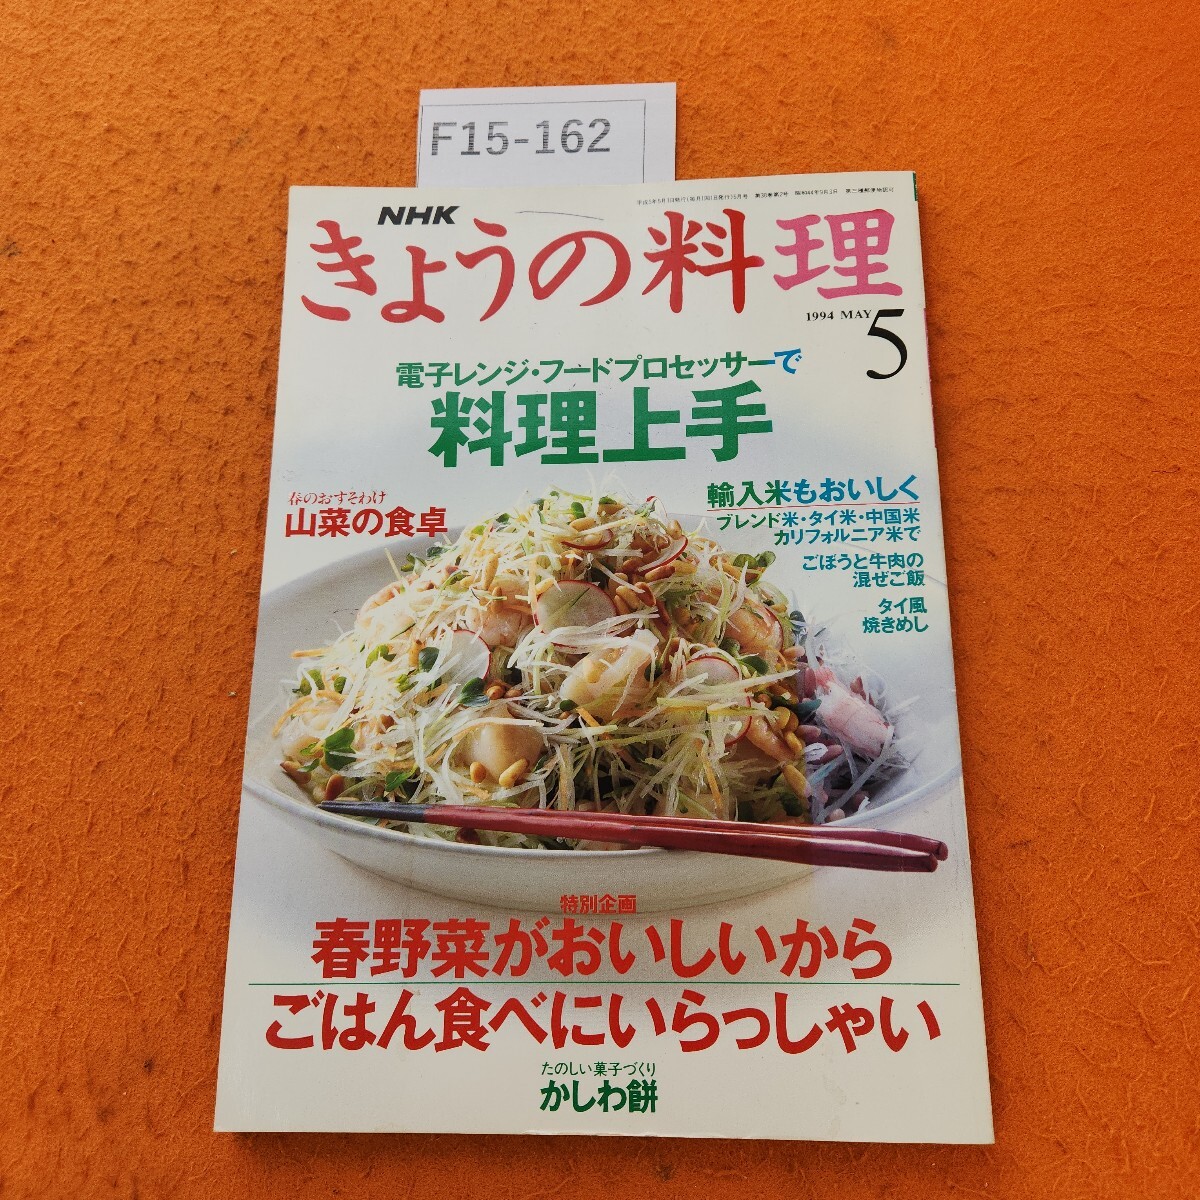 F15-162
NHK
きょうの料理
1994 MAY 5
電子レンジ・フードプロセッサーで
料理上手
春のおすそわけ
山菜の食卓
輸入米もおいしく
ブレンド米・タイ米・中国米
カリフォルニア米で
ごぼうと牛肉の
混ぜご飯
タイ風
焼きめし
特別企画
春野菜がおいしいから
ごはん食べにいらっしゃい
たのしい菓子づくり
かしわ餅